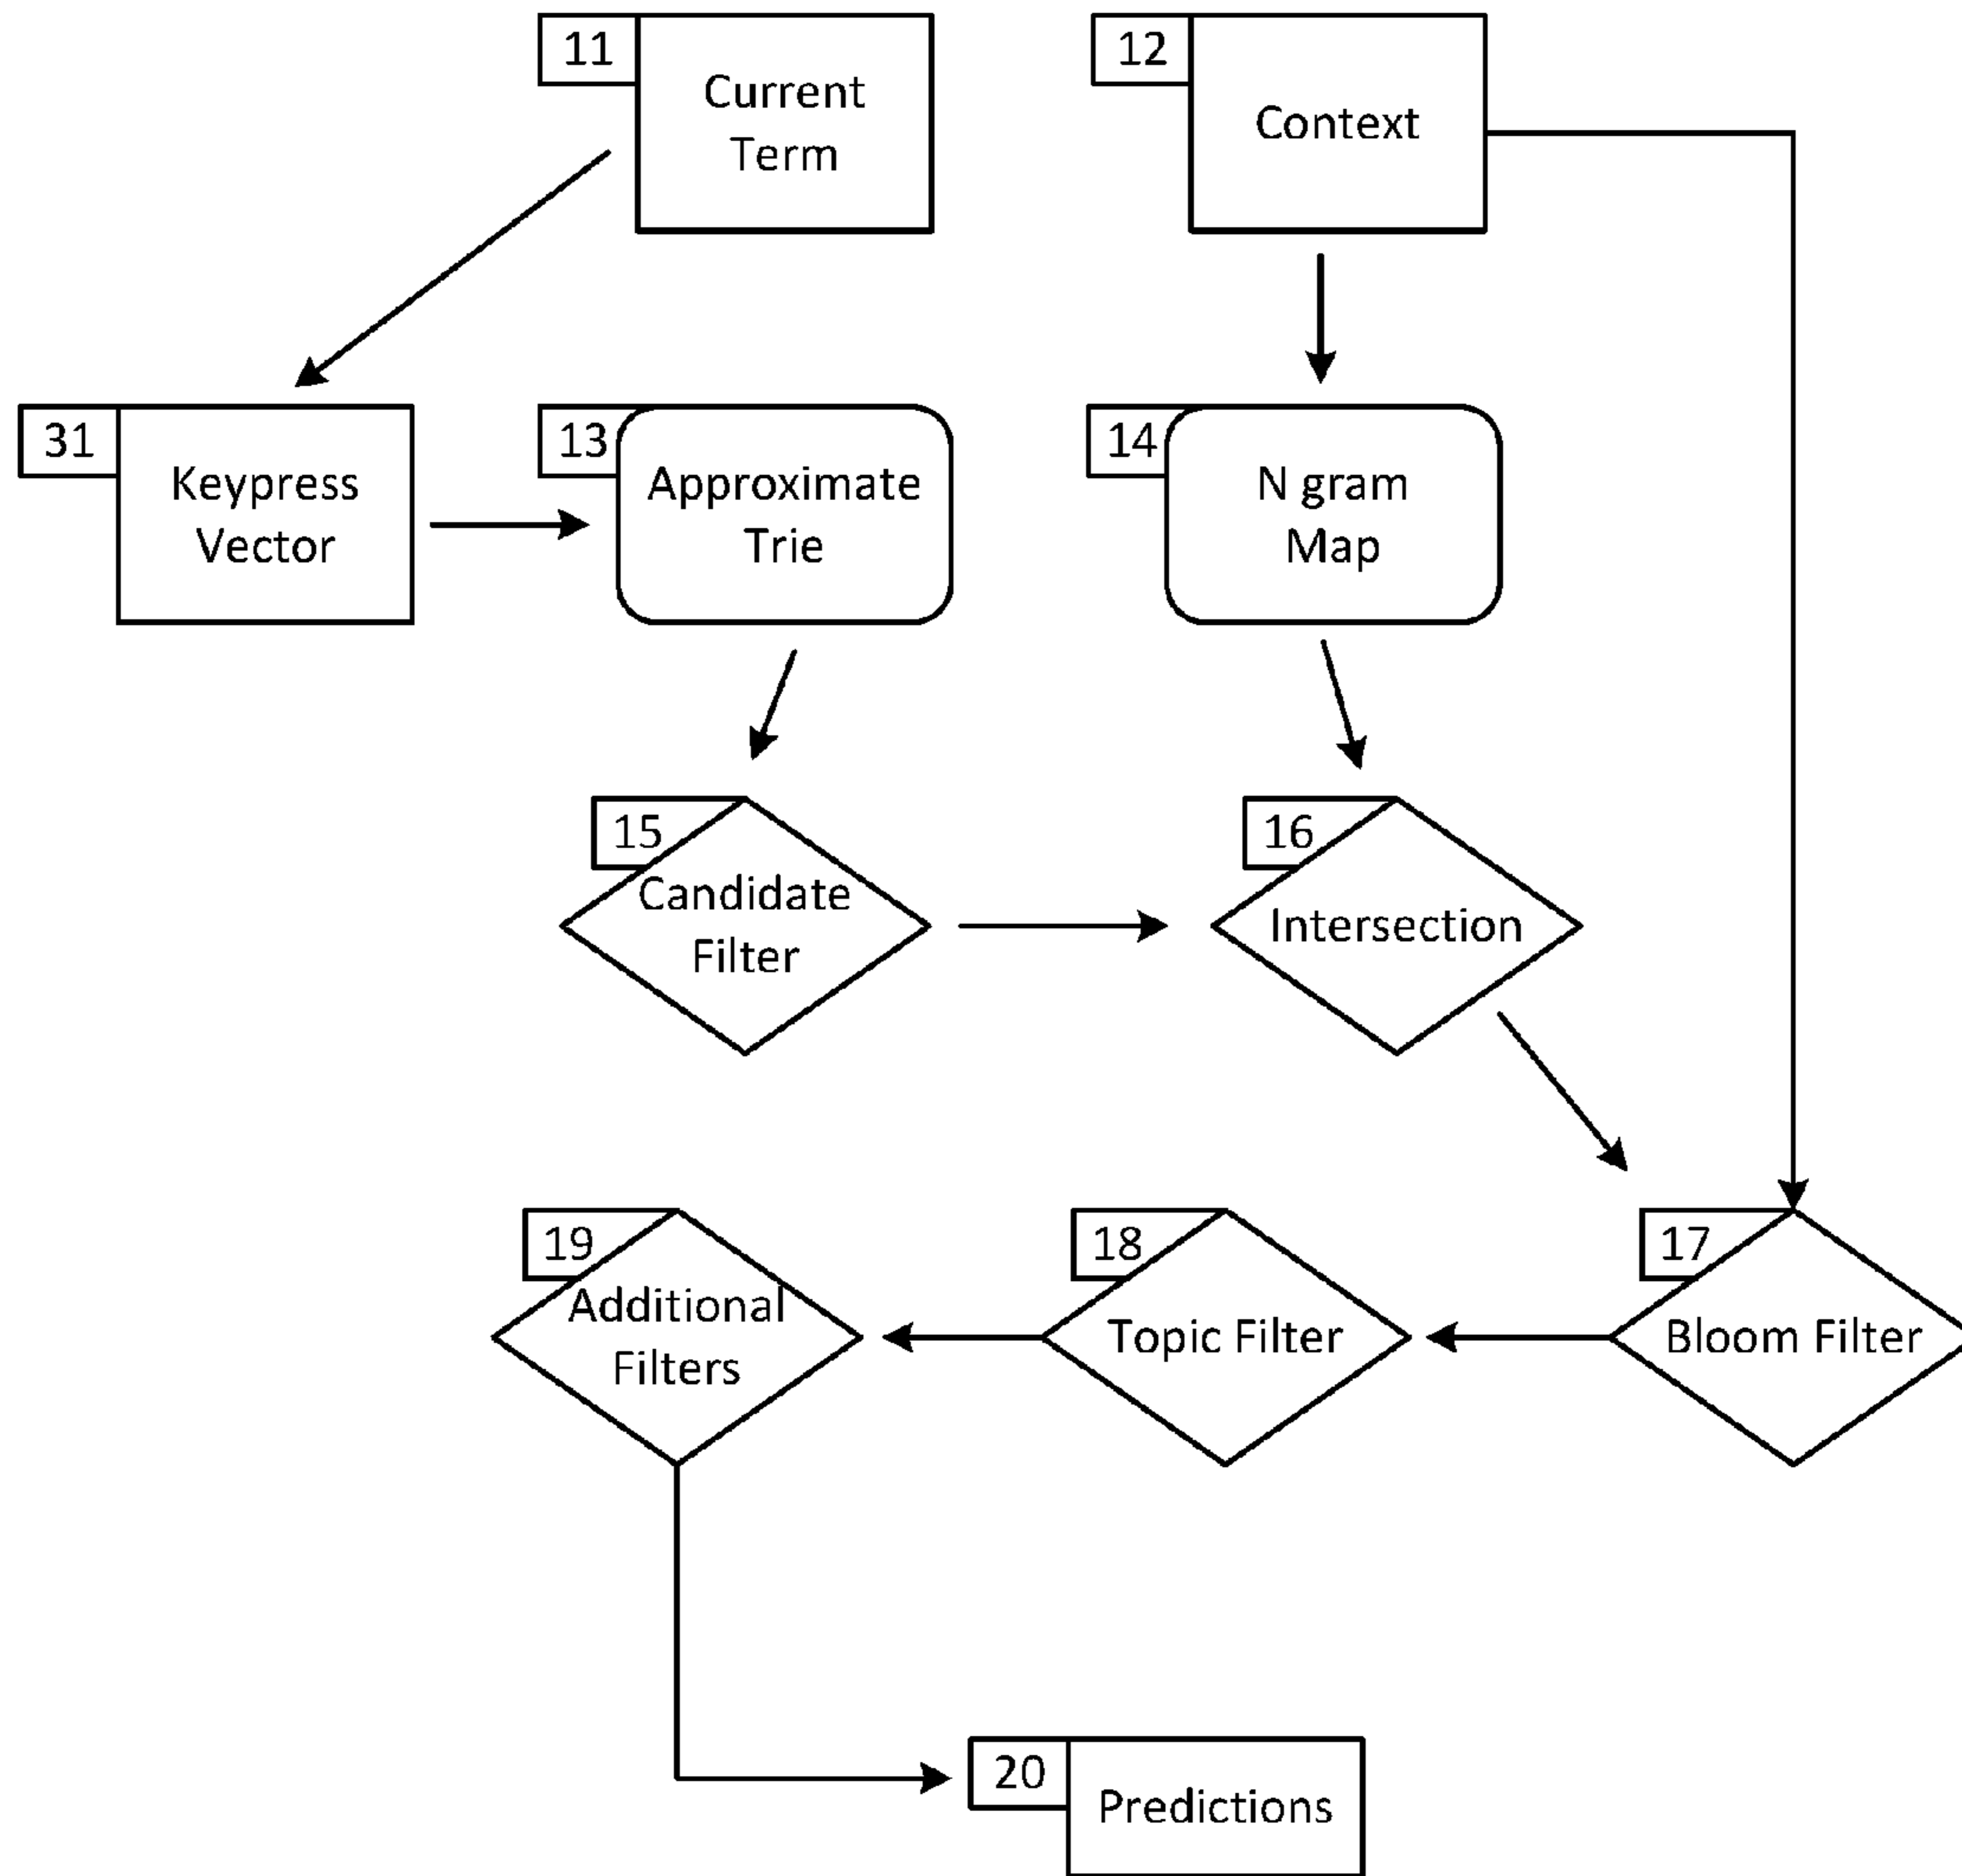 11
Current
Term
12
Context
31
Keypress
Vector
13
Approximate
Trie
14
N gram
Map
15
Candidate
Filter
16
Intersection
19
Additional
Filters
18
Topic Filter
17
Bloom Filter
20
Predictions